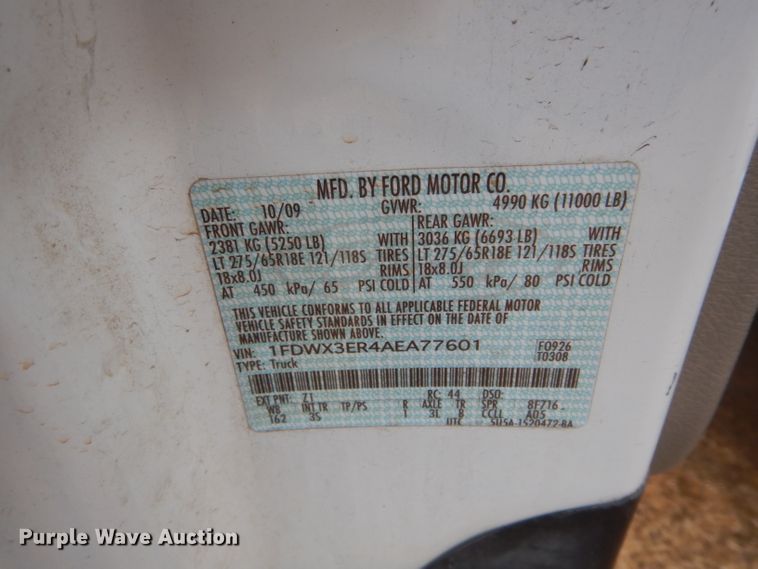 MFD. BY FORD MOTOR CO.
DATE: 10/09 GVWR: 4990 KG (11000 LB)
FRONT GAWR: REAR GAWR:
2381 KG (5250 LB) WITH 3036 KG (6693 LB) WITH
LT 275/65R18E 121/118S TIRES LT 275/65R18E 121/118S TIRES
18x8.0J RIMS 18x8.0J RIMS
AT 450 kPa/ 65 PSI COLD AT 550 kPa/ 80 PSI COLD
THIS VEHICLE CONFORMS TO ALL APPLICABLE FEDERAL MOTOR
VEHICLE SAFETY STANDARDS IN EFFECT ON THE DATE OF
MANUFACTURE SHOWN ABOVE.
VIN: 1FDWX3ER4AEA77601 F0926
TYPE: Truck T0308
EXT PNT: Z1 RC: 44 DSO:
WB INT TR TP/PS R AXLE TR SPR 8F716
162 3S 1 3L B CCLL AD5
UTC 5U5A-1520472-BA
Purple Wave Auction